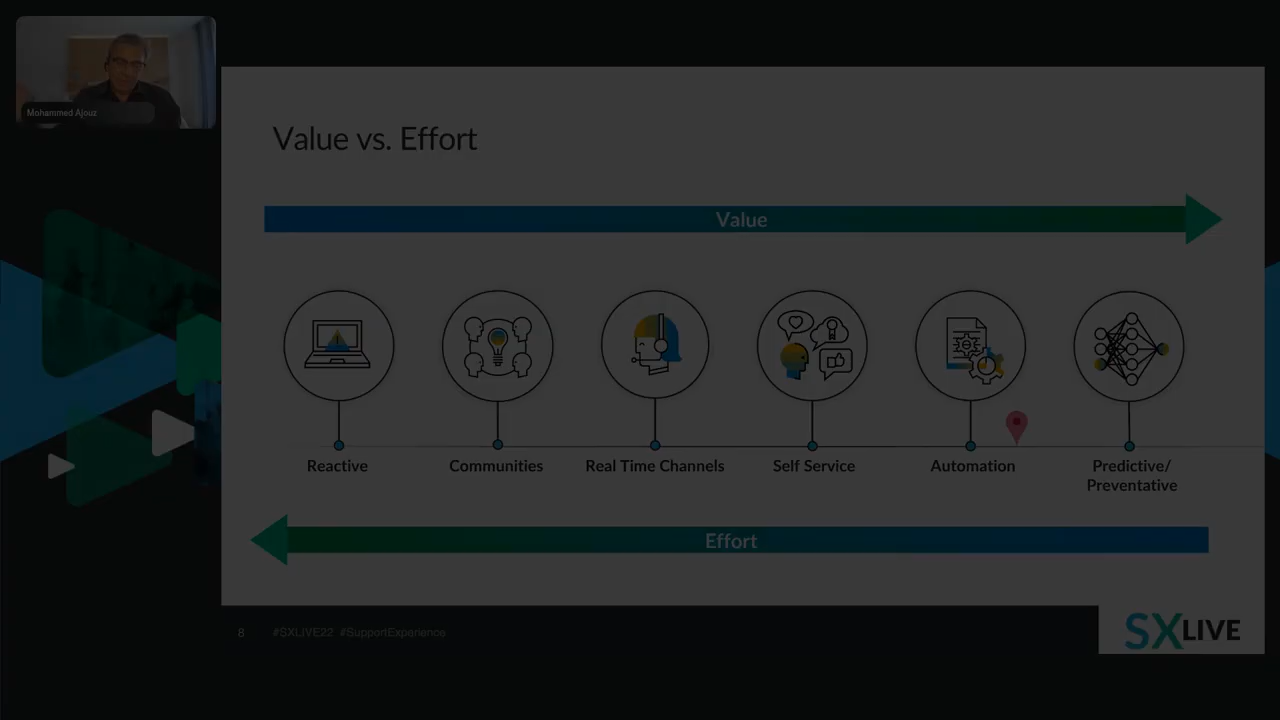 Mohammed Ajouz
Value vs. Effort
Value
Reactive
Communities
Real Time Channels
Self Service
Automation
Predictive/
Preventative
Effort
8
#SXLIVE22 #SupportExperience
SXLIVE